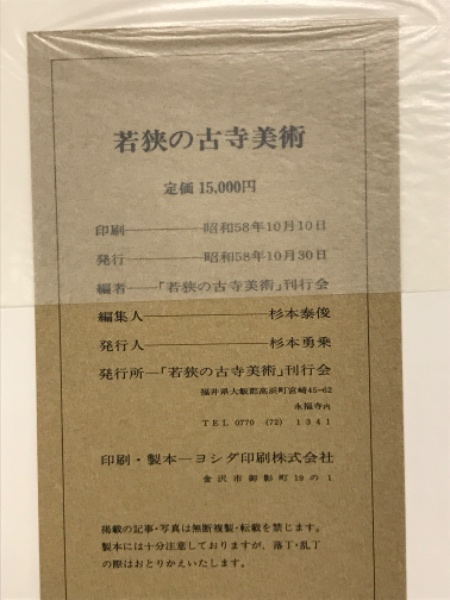 若狭の古寺美術
定価 15,000円
印刷――――昭和58年10月10日
発行――――昭和58年10月30日
編者――「若狭の古寺美術」刊行会
編集人――――――――杉本泰俊
発行人――――――――杉本勇乗
発行所―「若狭の古寺美術」刊行会
福井県大飯郡高浜町宮崎45-62
永福寺内
TEL 0770 (72) 1341
印刷・製本―ヨシダ印刷株式会社
金沢市御影町19の1
掲載の記事・写真は無断複製・転載を禁じます。
製本には十分注意しておりますが、落丁・乱丁
の際はおとりかえいたします。